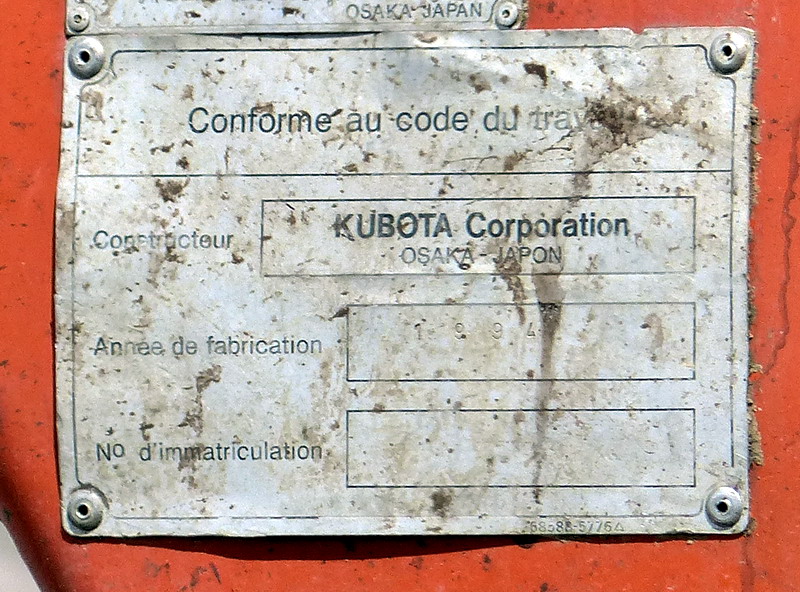 OSAKA JAPAN
Conforme au code du
Constructeur
KUBOTA Corporation
OSAKA - JAPON
Année de fabrication
1994
No d'immatriculation